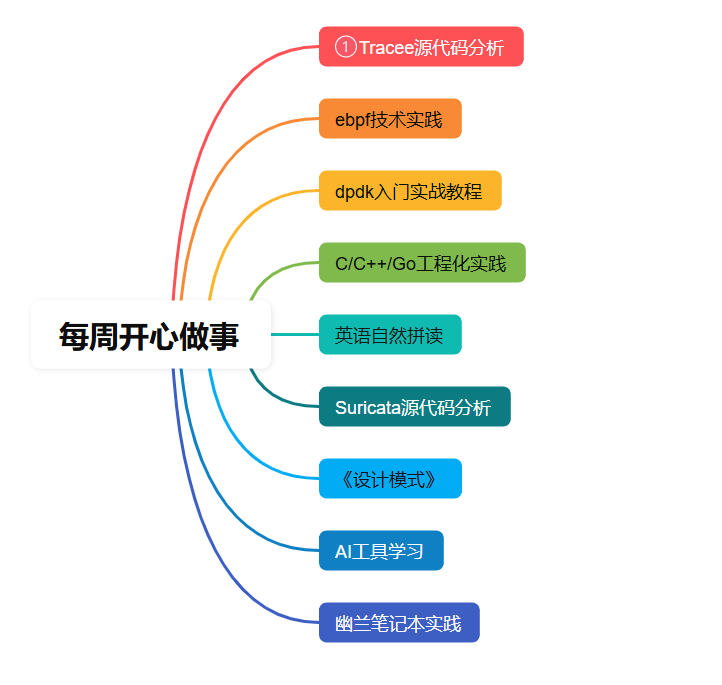 ①Tracee源代码分析
ebpf技术实践
dpdk入门实战教程
C/C++/Go工程化实践
每周开心做事
英语自然拼读
Suricata源代码分析
《设计模式》
AI工具学习
幽兰笔记本实践